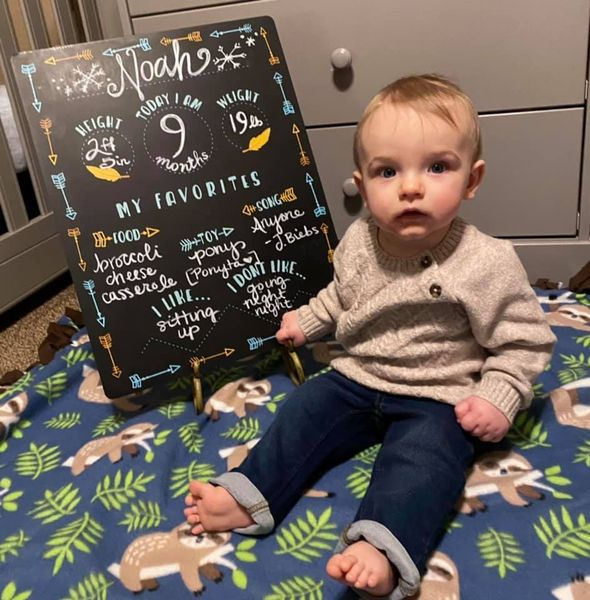 Noah
HEIGHT
2ft
5in
TODAY I AM
9
months
WEIGHT
19lb
MY FAVORITES
FOOD
broccoli
cheese
casserole
TOY
pony
[Ponyta♡]
SONG
Anyone
- J.Biebs
I LIKE...
sitting
up
I DON'T LIKE...
going
night
night